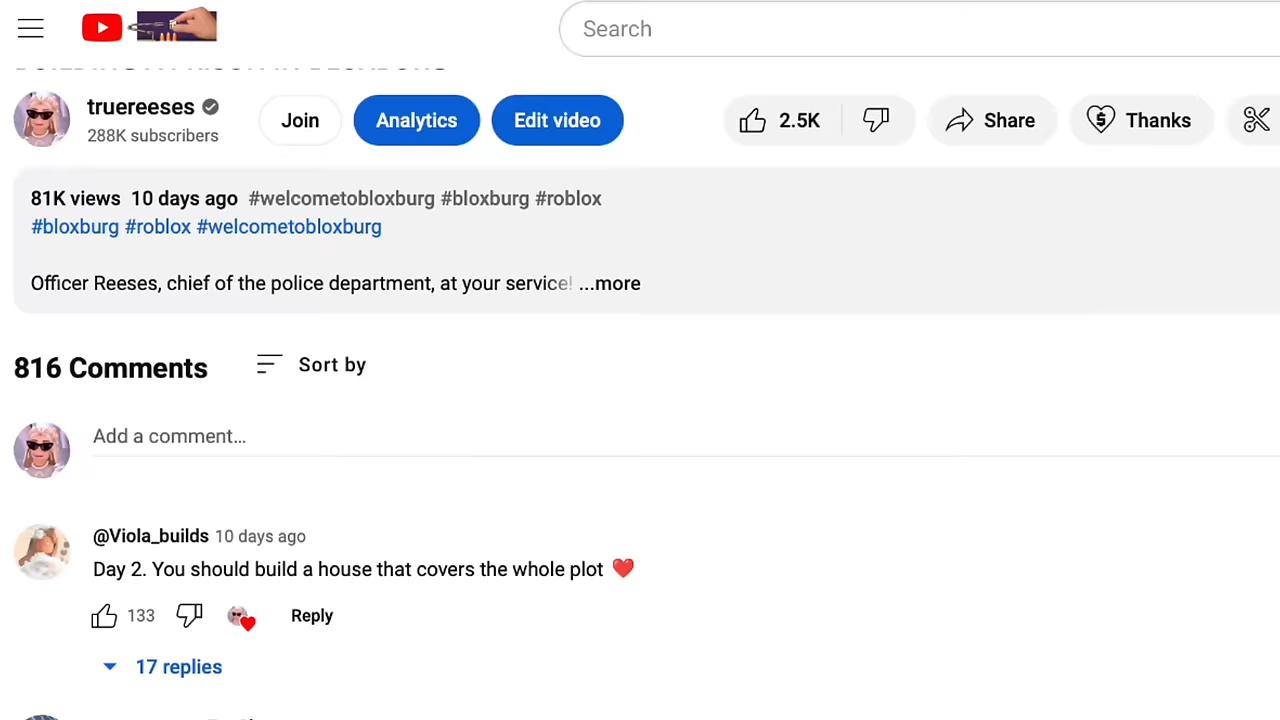 Search
truereeses
288K subscribers
Join
Analytics
Edit video
2.5K
Share
Thanks
81K views 10 days ago #welcometobloxburg #bloxburg #roblox
#bloxburg #roblox #welcometobloxburg
Officer Reeses, chief of the police department, at your service! ...more
816 Comments
Sort by
Add a comment...
@Viola_builds 10 days ago
Day 2. You should build a house that covers the whole plot ❤️
133
Reply
17 replies